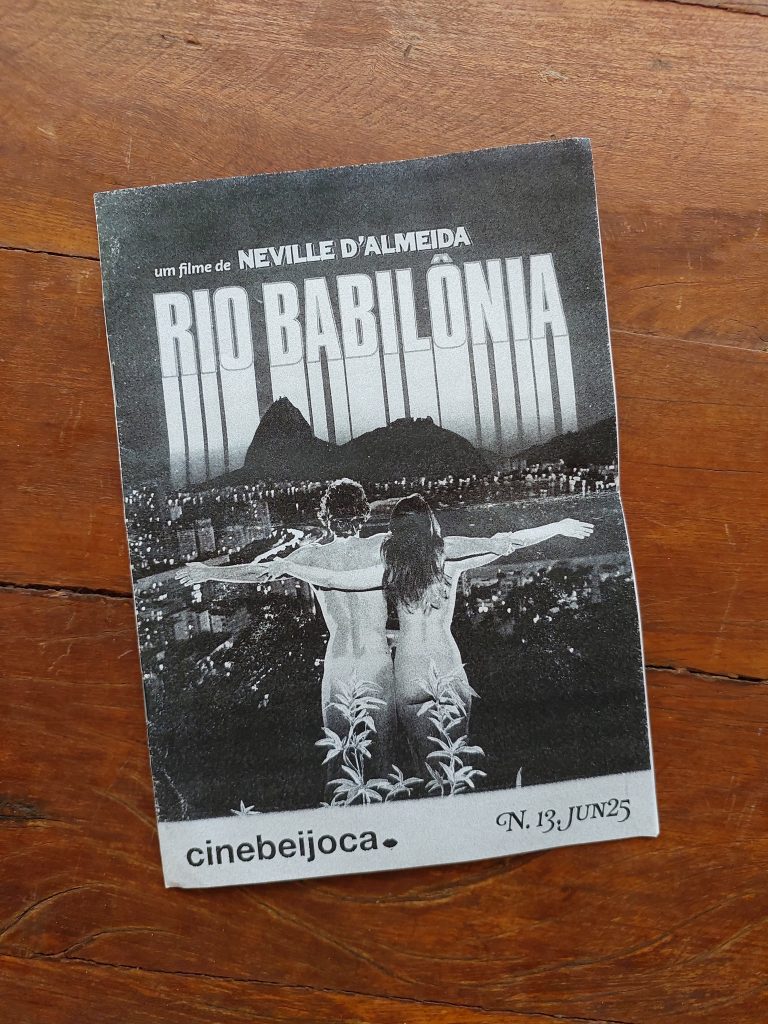 um filme de NEVILLE D'ALMEIDA
RIO BABILÔNIA
cinebeijoca
N. 13, JUN25